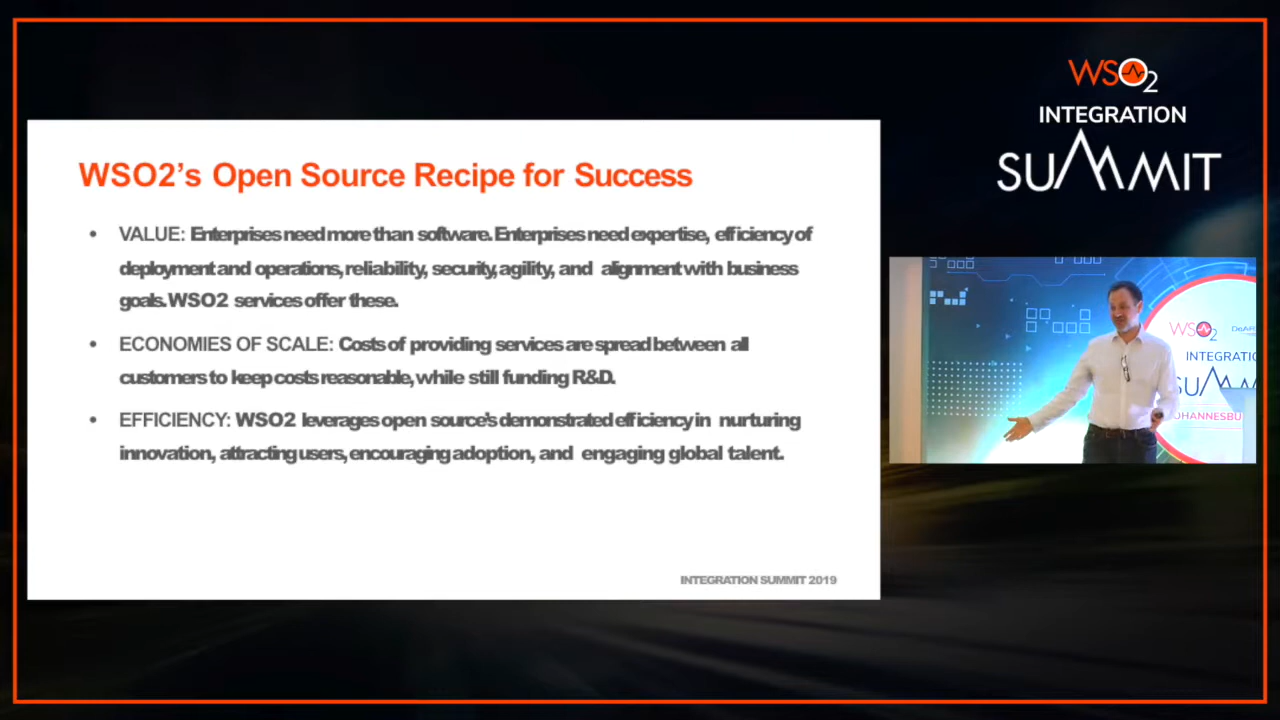 WSO2
INTEGRATION
SUMMIT
WSO2's Open Source Recipe for Success
• VALUE: Enterprises need more than software. Enterprises need expertise, efficiency of
deployment and operations, reliability, security, agility, and alignment with business
goals. WSO2 services offer these.
• ECONOMIES OF SCALE: Costs of providing services are spread between all
customers to keep costs reasonable, while still funding R&D.
• EFFICIENCY: WSO2 leverages open source's demonstrated efficiency in nurturing
innovation, attracting users, encouraging adoption, and engaging global talent.
INTEGRATION SUMMIT 2019
WSO2
INTEGRATIO
SUMM
OHANNESBU